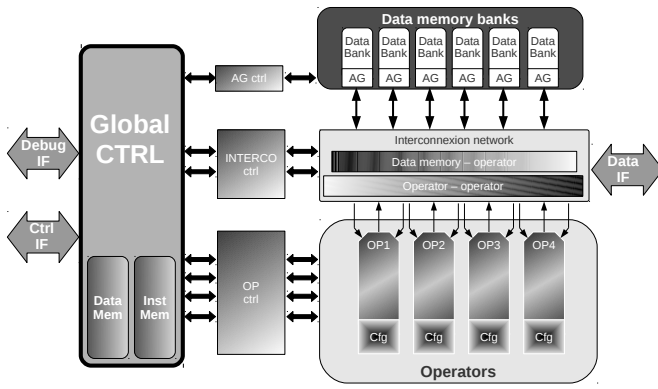 Data memory banks
Data Data Data Data Data Data
Bank Bank Bank Bank Bank Bank
AG AG AG AG AG AG
AG ctrl
Global
CTRL
Debug
IF
INTERCO
ctrl
Interconnexion network
Data memory – operator
Operator – operator
Data
IF
Ctrl
IF
OP1 OP2 OP3 OP4
OP
ctrl
Data
Mem
Inst
Mem
Cfg Cfg Cfg Cfg
Operators